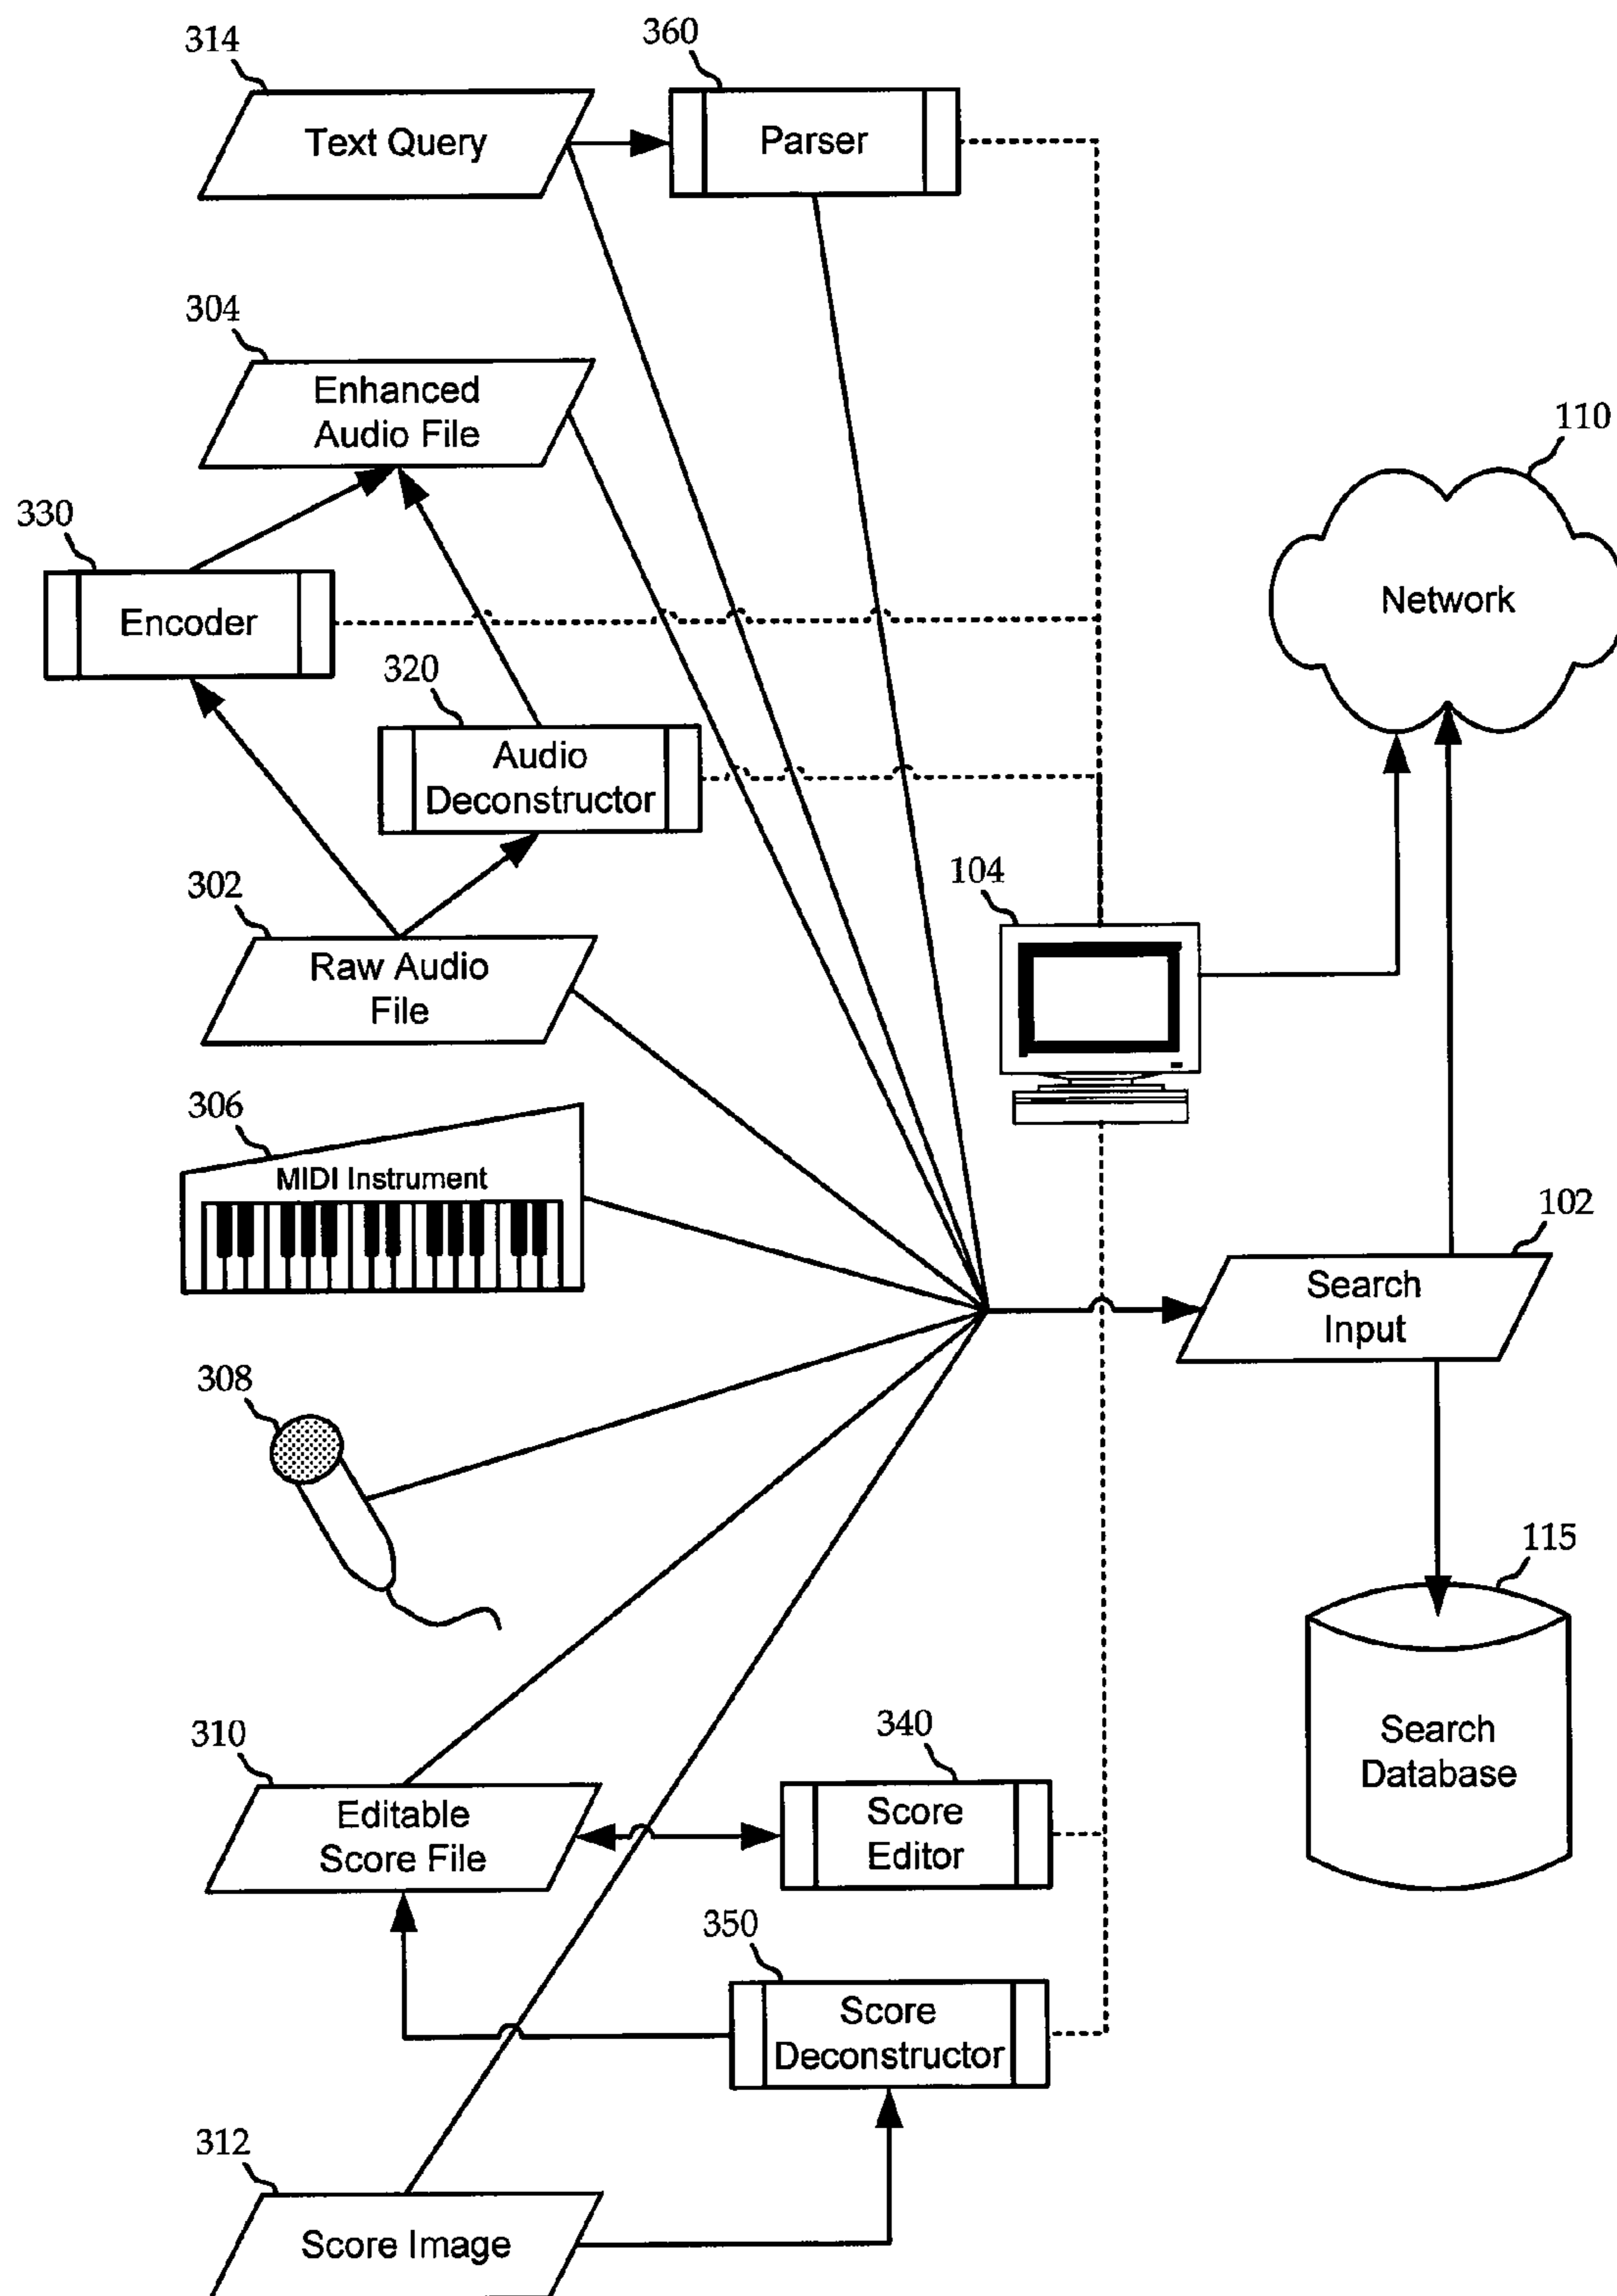 314
360
Text Query
Parser
304
Enhanced
Audio File
110
330
Encoder
Network
320
Audio
Deconstructor
302
104
Raw Audio
File
306
MIDI Instrument
102
Search
Input
308
115
310
340
Search
Database
Editable
Score File
Score
Editor
350
Score
Deconstructor
312
Score Image